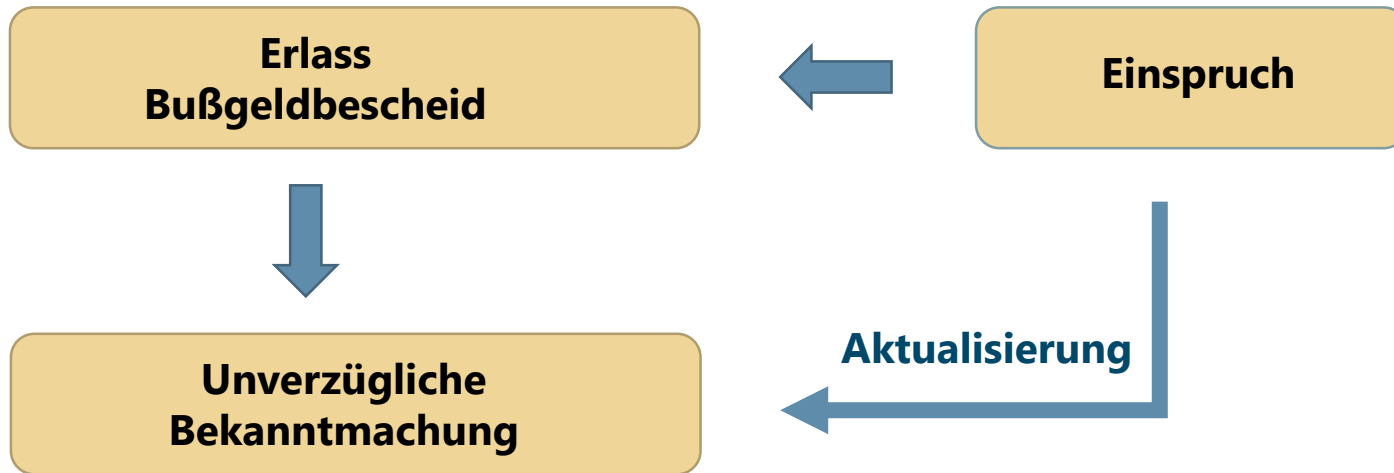 Erlass
Bußgeldbescheid
Einspruch
Aktualisierung
Unverzügliche
Bekanntmachung